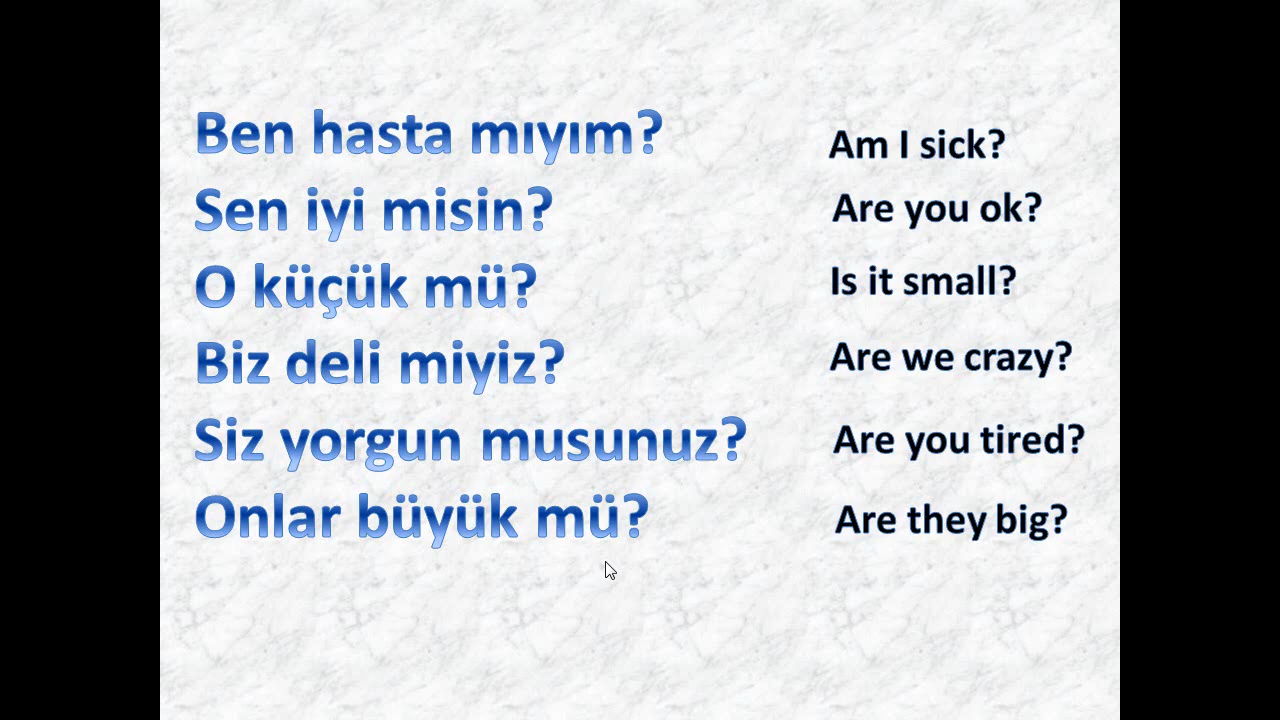 Ben hasta mıyım? Am I sick?
Sen iyi misin? Are you ok?
O küçük mü? Is it small?
Biz deli miyiz? Are we crazy?
Siz yorgun musunuz? Are you tired?
Onlar büyük mü? Are they big?